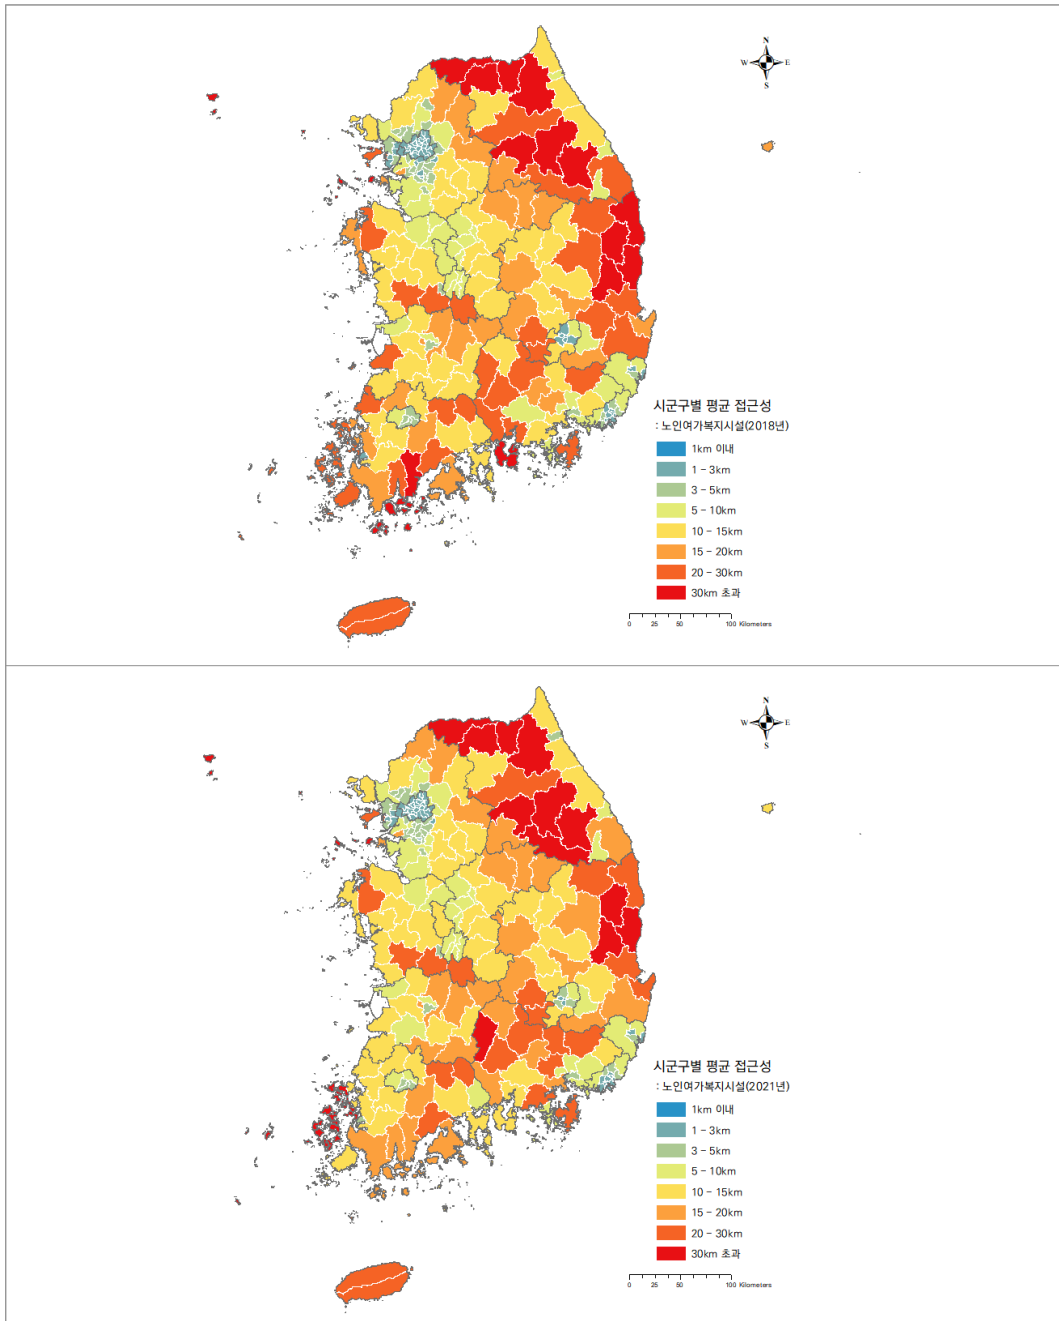 N
W
E
S
시군구별 평균 접근성
: 노인여가복지시설(2018년)
1km 이내
1 – 3km
3 – 5km
5 – 10km
10 – 15km
15 – 20km
20 – 30km
30km 초과
0 25 50 100 Kilometers
N
W
E
S
시군구별 평균 접근성
: 노인여가복지시설(2021년)
1km 이내
1 – 3km
3 – 5km
5 – 10km
10 – 15km
15 – 20km
20 – 30km
30km 초과
0 25 50 100 Kilometers